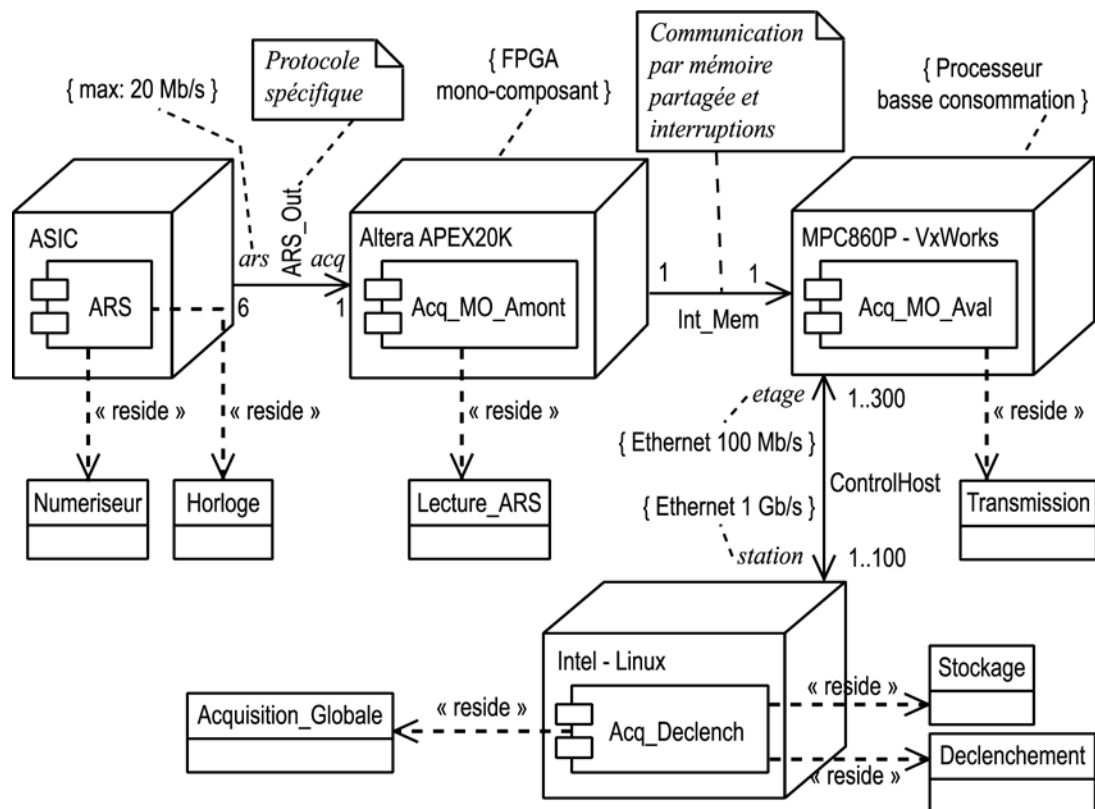 Protocole
spécifique
Communication
par mémoire
partagée et
interruptions
{ max: 20 Mb/s }
{ FPGA
mono-composant }
{ Processeur
basse consommation }
ASIC
ARS
ars
ARS_Out
acq
6
1
Altera APEX20K
Acq_MO_Amont
1
1
Int_Mem
MPC860P - VxWorks
Acq_MO_Aval
« reside »
« reside »
« reside »
« reside »
etage
1..300
{ Ethernet 100 Mb/s }
ControlHost
{ Ethernet 1 Gb/s }
station
1..100
Numeriseur
Horloge
Lecture_ARS
Transmission
Intel - Linux
Acq_Declench
« reside »
« reside »
« reside »
Acquisition_Globale
Stockage
Declenchement